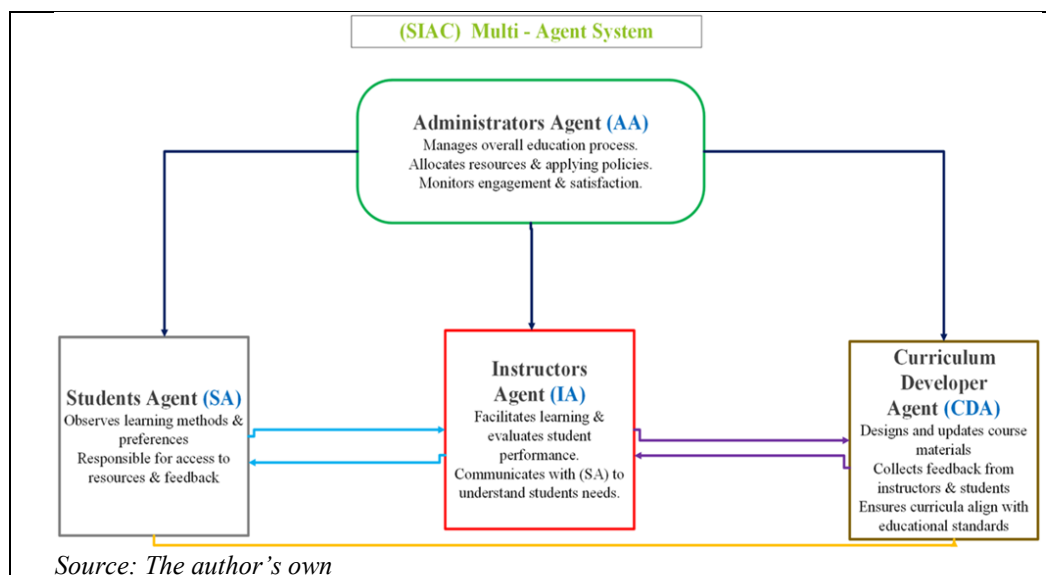 (SIAC) Multi - Agent System
Administrators Agent (AA)
Manages overall education process.
Allocates resources & applying policies.
Monitors engagement & satisfaction.
Students Agent (SA)
Observes learning methods &
preferences
Responsible for access to
resources & feedback
Instructors
Agent (IA)
Facilitates learning &
evaluates student
performance.
Communicates with (SA) to
understand students needs.
Curriculum
Developer
Agent (CDA)
Designs and updates course
materials
Collects feedback from
instructors & students
Ensures curricula align with
educational standards
Source: The author’s own